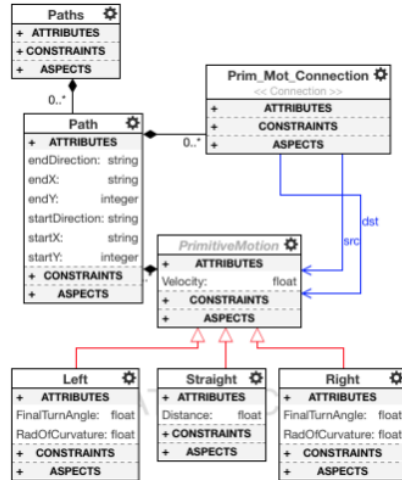 Paths
+ ATTRIBUTES
+ CONSTRAINTS
+ ASPECTS
0..*
Prim_Mot_Connection
<< Connection >>
+ ATTRIBUTES
+ CONSTRAINTS
+ ASPECTS
0..*
Path
+ ATTRIBUTES
endDirection: string
endX: string
endY: integer
startDirection: string
startX: string
startY: integer
+ CONSTRAINTS
+ ASPECTS
dst
src
PrimitiveMotion
+ ATTRIBUTES
Velocity: float
+ CONSTRAINTS
+ ASPECTS
Left
+ ATTRIBUTES
FinalTurnAngle: float
RadOfCurvature: float
+ CONSTRAINTS
+ ASPECTS
Straight
+ ATTRIBUTES
Distance: float
+ CONSTRAINTS
+ ASPECTS
Right
+ ATTRIBUTES
FinalTurnAngle: float
RadOfCurvature: float
+ CONSTRAINTS
+ ASPECTS